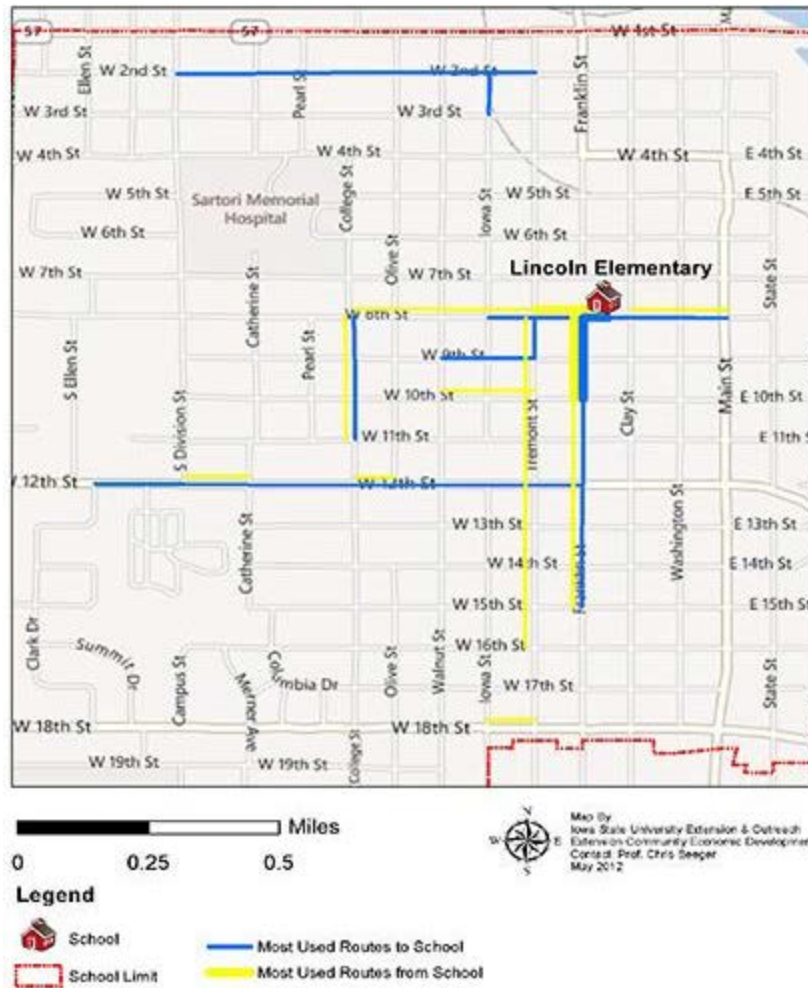 57
57
W 1st St
Ellen St
W 2nd St
W 2nd St
Pearl St
Franklin St
W 3rd St
W 3rd St
W 4th St
W 4th St
W 4th St
E 4th St
W 5th St
Sartori Memorial
Hospital
College St
Iowa St
W 5th St
E 5th St
W 6th St
Olive St
W 6th St
W 7th St
W 7th St
Lincoln Elementary
State St
Catherine St
W 8th St
S Ellen St
Pearl St
W 9th St
S Division St
W 10th St
Tremont St
Clay St
Main St
E 10th St
W 11th St
E 11th St
W 12th St
W 12th St
Catherine St
W 13th St
Washington St
E 13th St
W 14th St
Franklin St
E 14th St
W 15th St
E 15th St
Clark Dr
Summit Dr
Campus St
Merner Ave
Columbia Dr
Olive St
Walnut St
Iowa St
W 16th St
State St
W 17th St
W 18th St
W 18th St
W 19th St
W 19th St
College St
Miles
0 0.25 0.5
N
W E
S
Map By
Iowa State University Extension & Outreach
Extension Community Economic Developmen
Contact: Prof. Chris Seeger
May 2012
Legend
School
Most Used Routes to School
School Limit
Most Used Routes from School